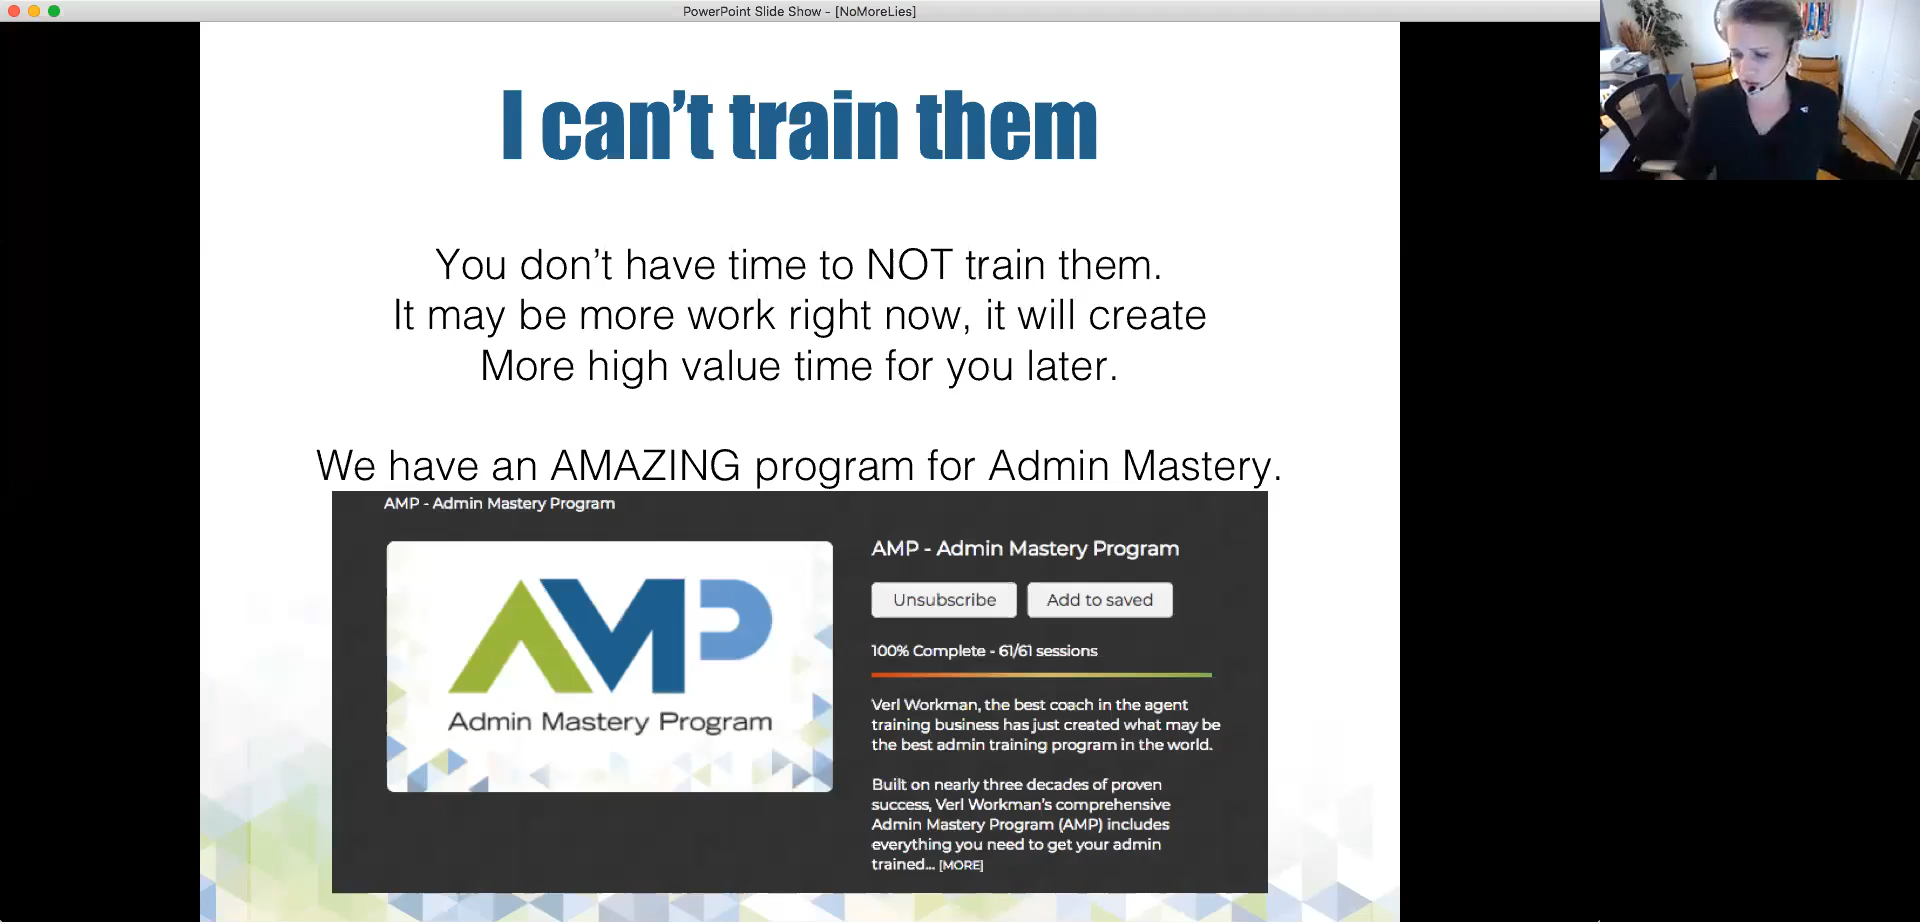 PowerPoint Slide Show - [NoMoreLies]
I can't train them
You don't have time to NOT train them.
It may be more work right now, it will create
More high value time for you later.
We have an AMAZING program for Admin Mastery.
AMP - Admin Mastery Program
AMP
Admin Mastery Program
AMP - Admin Mastery Program
Unsubscribe Add to saved
100% Complete - 61/61 sessions
Verl Workman, the best coach in the agent
training business has just created what may be
the best admin training program in the world.
Built on nearly three decades of proven
success, Verl Workman's comprehensive
Admin Mastery Program (AMP) includes
everything you need to get your admin
trained... [MORE]